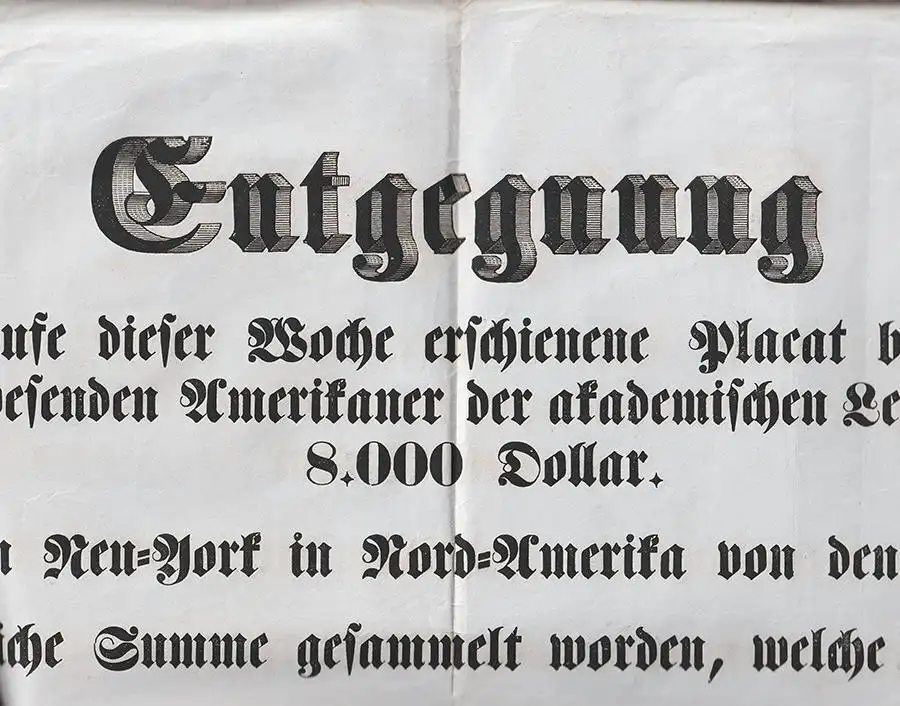 Entgegnung
ufe dieser Woche erschienene Placat b
wesenden Amerikaner der akademischen Le
8.000 Dollar.
n Neu-York in Nord-Amerika von den
iche Summe gesammelt worden, welche